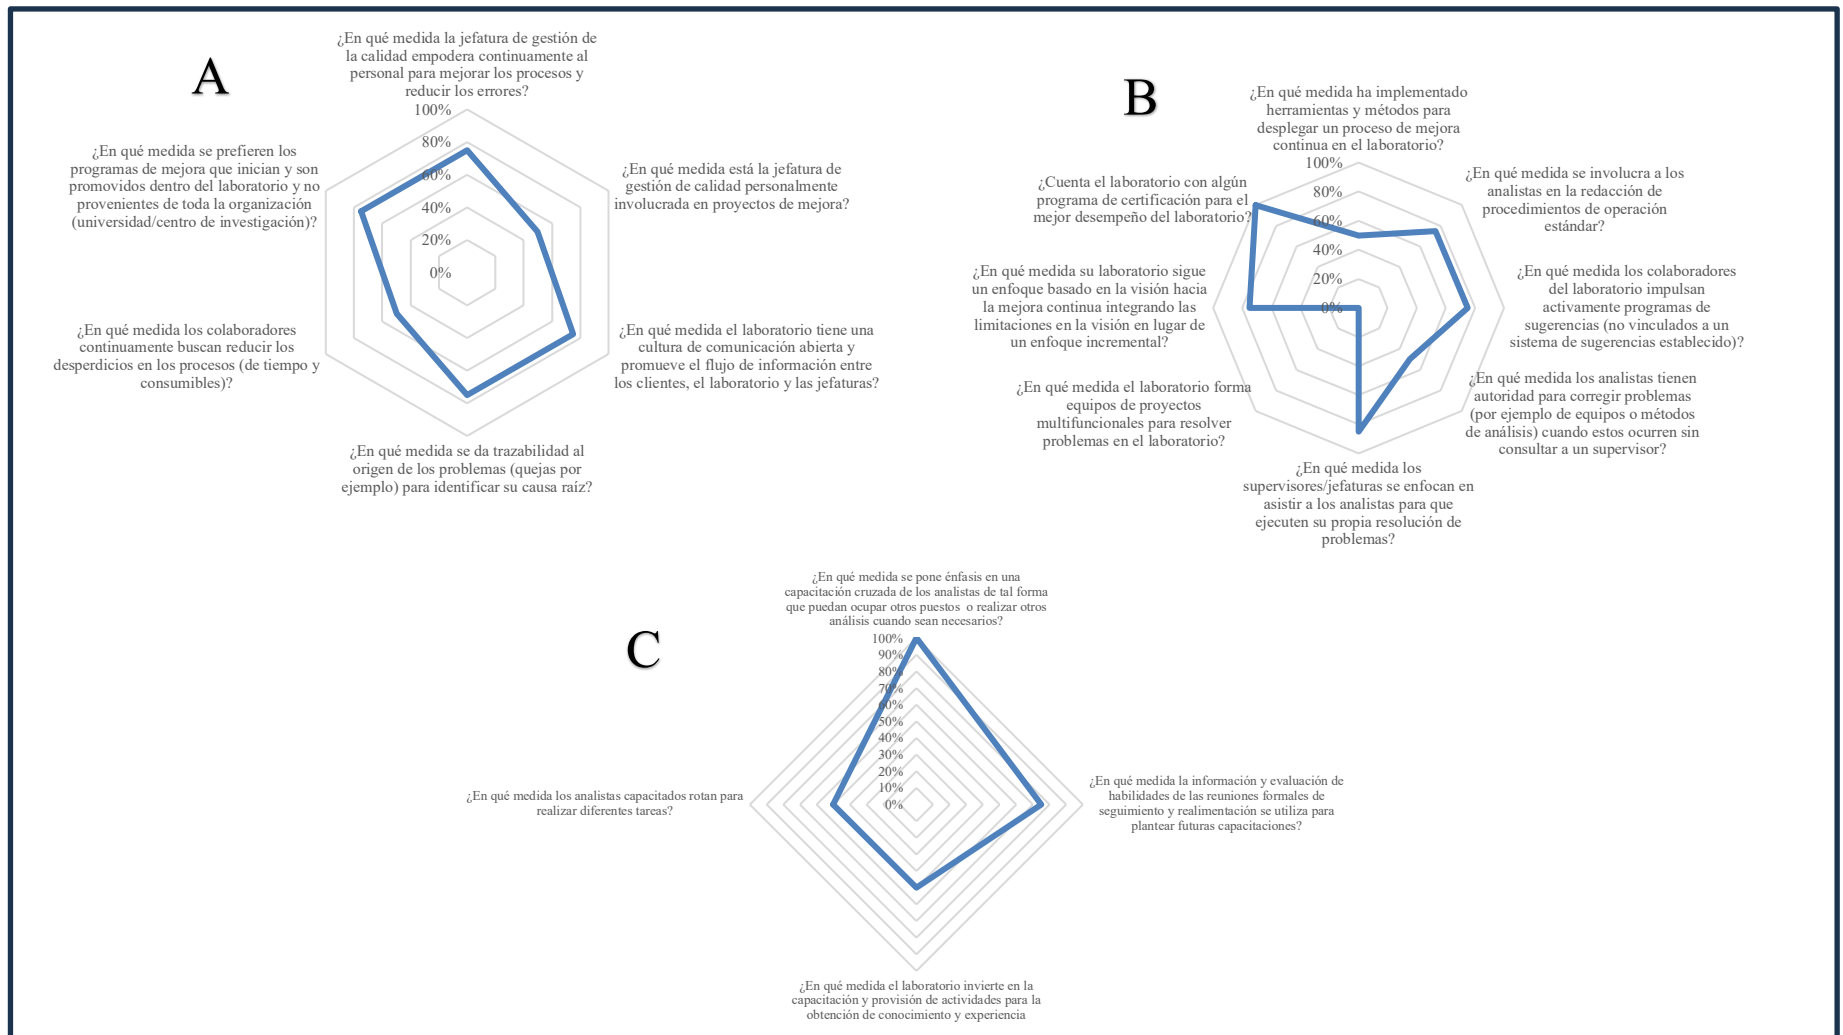 A
¿En qué medida la jefatura de gestión de
la calidad empodera continuamente al
personal para mejorar los procesos y
reducir los errores?
100%
80%
60%
40%
20%
0%
¿En qué medida está la jefatura de
gestión de calidad personalmente
involucrada en proyectos de mejora?
¿En qué medida el laboratorio tiene una
cultura de comunicación abierta y
promueve el flujo de información entre
los clientes, el laboratorio y las jefaturas?
¿En qué medida se da trazabilidad al
origen de los problemas (quejas por
ejemplo) para identificar su causa raíz?
¿En qué medida los colaboradores
continuamente buscan reducir los
desperdicios en los procesos (de tiempo y
consumibles)?
¿En qué medida se prefieren los
programas de mejora que inician y son
promovidos dentro del laboratorio y no
provenientes de toda la organización
(universidad/centro de investigación)?
B
¿En qué medida ha implementado
herramientas y métodos para
desplegar un proceso de mejora
continua en el laboratorio?
100%
80%
60%
40%
20%
0%
¿En qué medida se involucra a los
analistas en la redacción de
procedimientos de operación
estándar?
¿En qué medida los colaboradores
del laboratorio impulsan
activamente programas de
sugerencias (no vinculados a un
sistema de sugerencias establecido)?
¿En qué medida los analistas tienen
autoridad para corregir problemas
(por ejemplo de equipos o métodos
de análisis) cuando estos ocurren sin
consultar a un supervisor?
¿En qué medida los
supervisores/jefaturas se enfocan en
asistir a los analistas para que
ejecuten su propia resolución de
problemas?
¿En qué medida el laboratorio forma
equipos de proyectos
multifuncionales para resolver
problemas en el laboratorio?
¿En qué medida su laboratorio sigue
un enfoque basado en la visión hacia
la mejora continua integrando las
limitaciones en la visión en lugar de
un enfoque incremental?
¿Cuenta el laboratorio con algún
programa de certificación para el
mejor desempeño del laboratorio?
C
¿En qué medida se pone énfasis en una
capacitación cruzada de los analistas de tal forma
que puedan ocupar otros puestos o realizar otros
análisis cuando sean necesarios?
100%
90%
80%
70%
60%
50%
40%
30%
20%
10%
0%
¿En qué medida la información y evaluación de
habilidades de las reuniones formales de
seguimiento y realimentación se utiliza para
plantear futuras capacitaciones?
¿En qué medida el laboratorio invierte en la
capacitación y provisión de actividades para la
obtención de conocimiento y experiencia
¿En qué medida los analistas capacitados rotan para
realizar diferentes tareas?